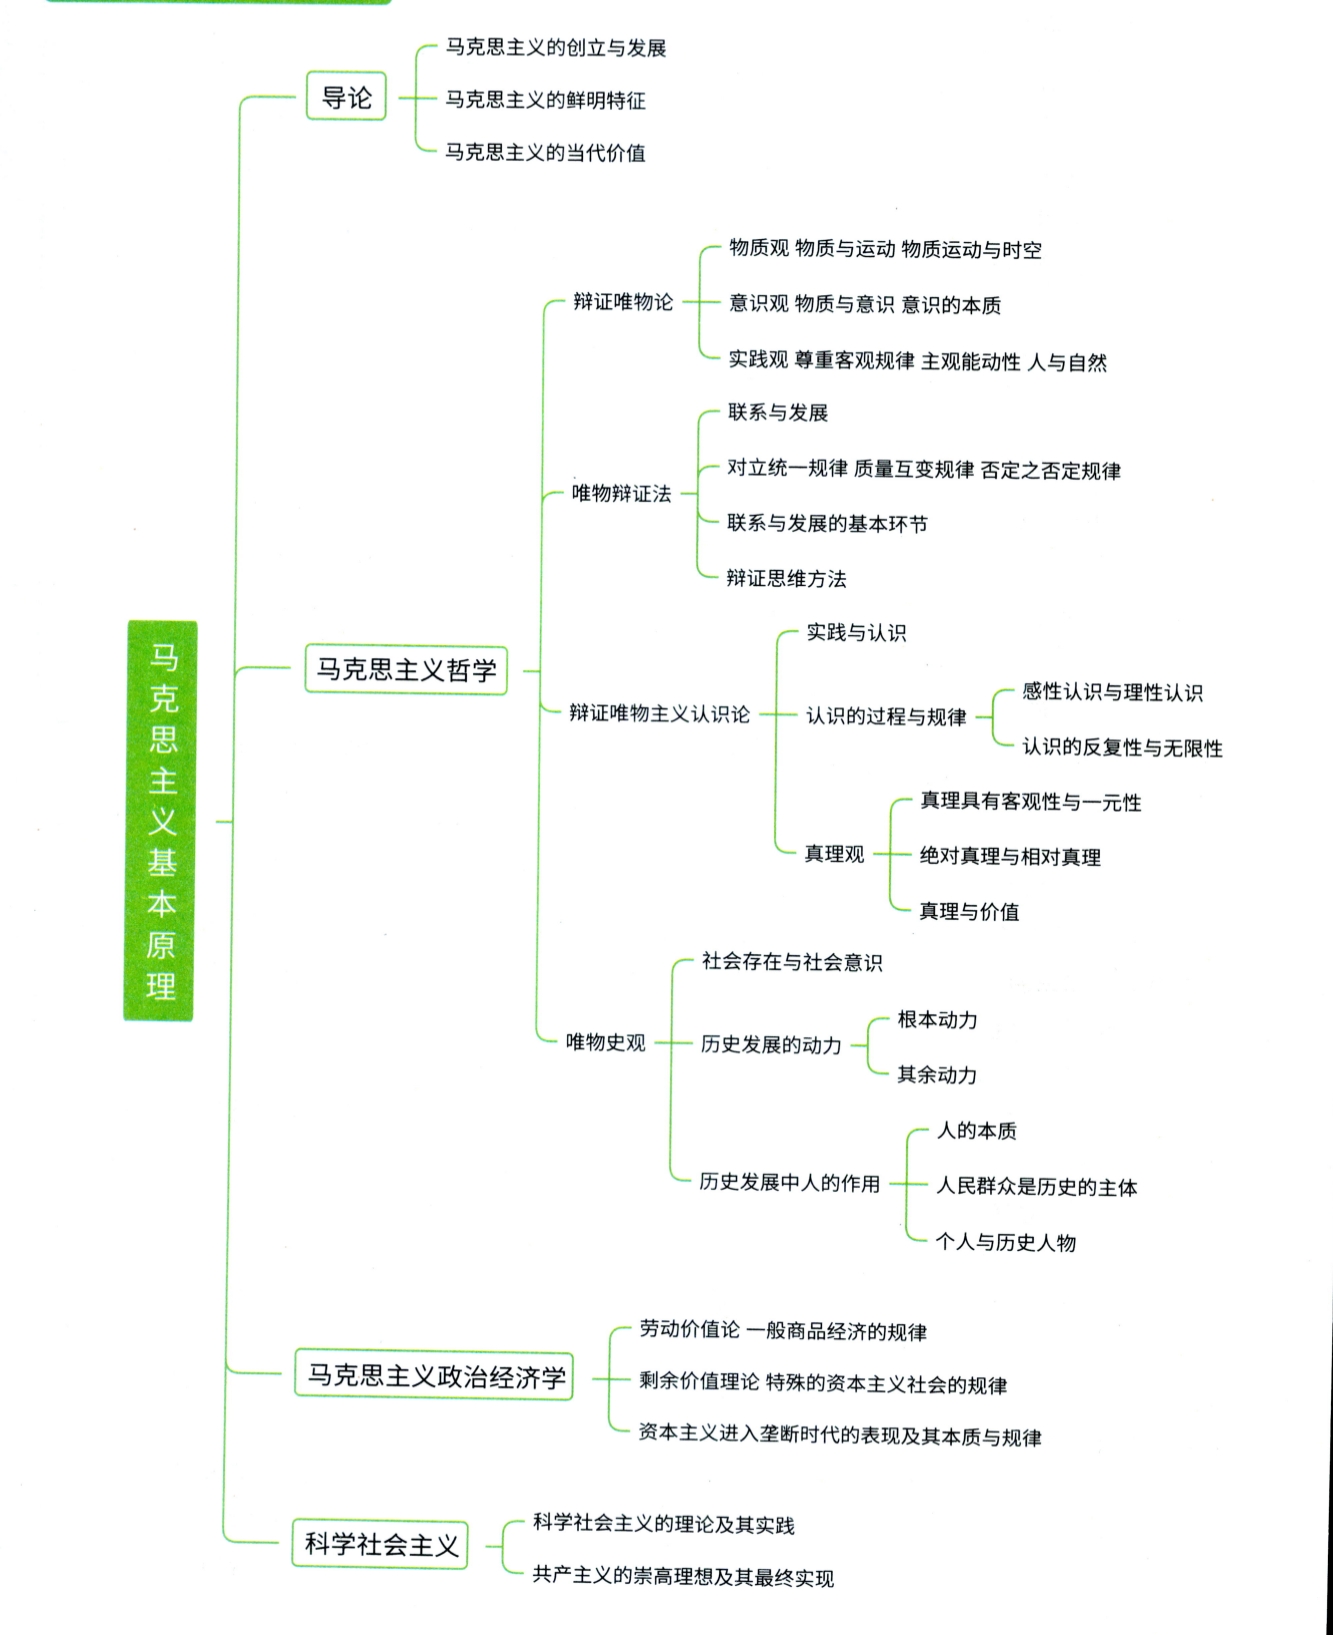 导论
马克思主义的创立与发展
马克思主义的鲜明特征
马克思主义的当代价值
马克思主义基本原理
马克思主义哲学
辩证唯物论
物质观 物质与运动 物质运动与时空
意识观 物质与意识 意识的本质
实践观 尊重客观规律 主观能动性 人与自然
唯物辩证法
联系与发展
对立统一规律 质量互变规律 否定之否定规律
联系与发展的基本环节
辩证思维方法
辩证唯物主义认识论
实践与认识
认识的过程与规律
感性认识与理性认识
认识的反复性与无限性
真理观
真理具有客观性与一元性
绝对真理与相对真理
真理与价值
唯物史观
社会存在与社会意识
历史发展的动力
根本动力
其余动力
历史发展中人的作用
人的本质
人民群众是历史的主体
个人与历史人物
马克思主义政治经济学
劳动价值论 一般商品经济的规律
剩余价值理论 特殊的资本主义社会的规律
资本主义进入垄断时代的表现及其本质与规律
科学社会主义
科学社会主义的理论及其实践
共产主义的崇高理想及其最终实现